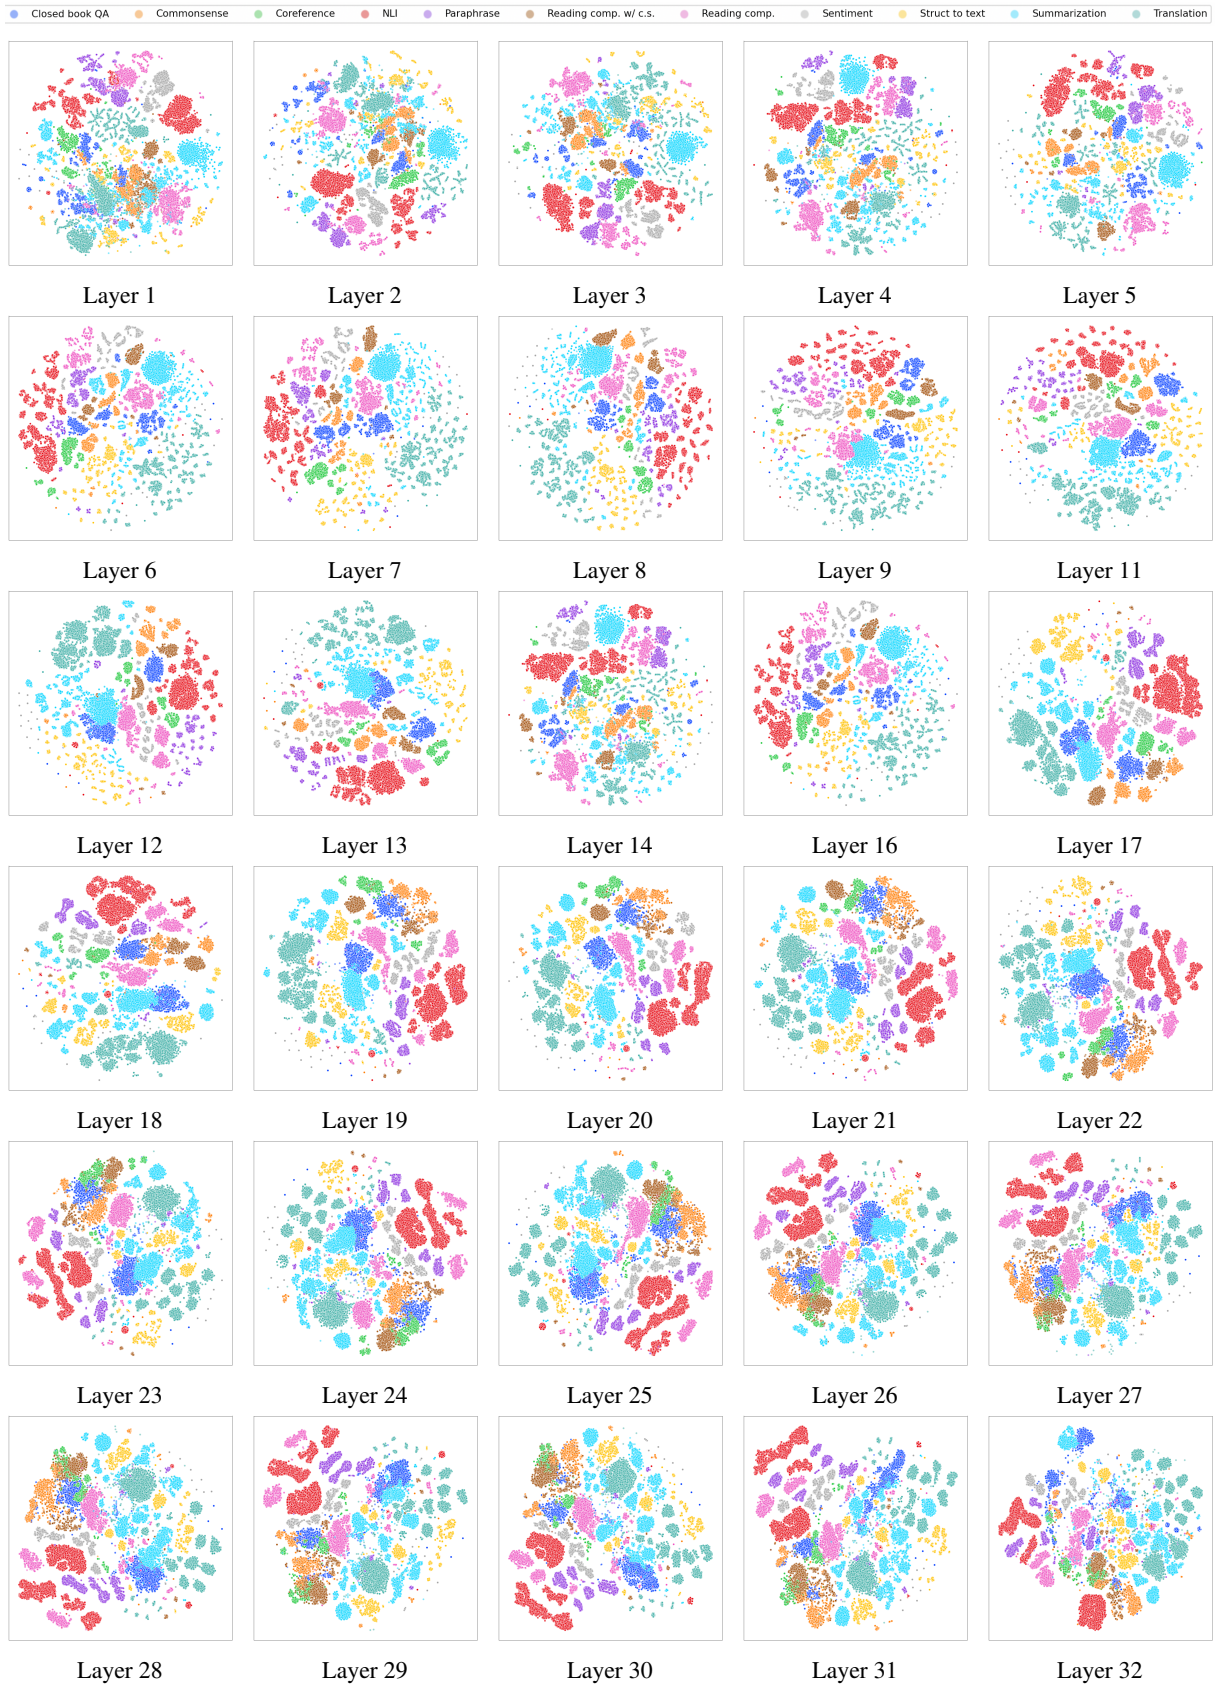 Closed book QA Commonsense Coreference NLI Paraphrase Reading comp. w/ c.s. Reading comp. Sentiment Struct to text Summarization Translation
Layer 1 Layer 2 Layer 3 Layer 4 Layer 5
Layer 6 Layer 7 Layer 8 Layer 9 Layer 11
Layer 12 Layer 13 Layer 14 Layer 16 Layer 17
Layer 18 Layer 19 Layer 20 Layer 21 Layer 22
Layer 23 Layer 24 Layer 25 Layer 26 Layer 27
Layer 28 Layer 29 Layer 30 Layer 31 Layer 32